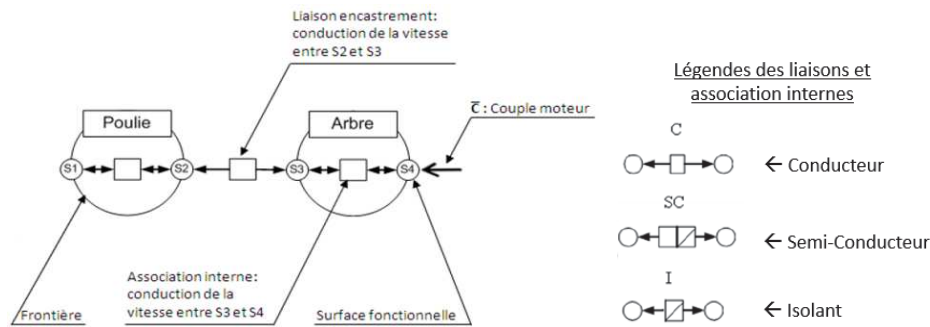 Liaison encastrement:
conduction de la vitesse
entre S2 et S3
Légendes des liaisons et
association internes
C̅ : Couple moteur
Poulie
Arbre
S1
S2
S3
S4
C
← Conducteur
SC
← Semi-Conducteur
I
← Isolant
Association interne:
conduction de la
vitesse entre S3 et S4
Frontière
Surface fonctionnelle